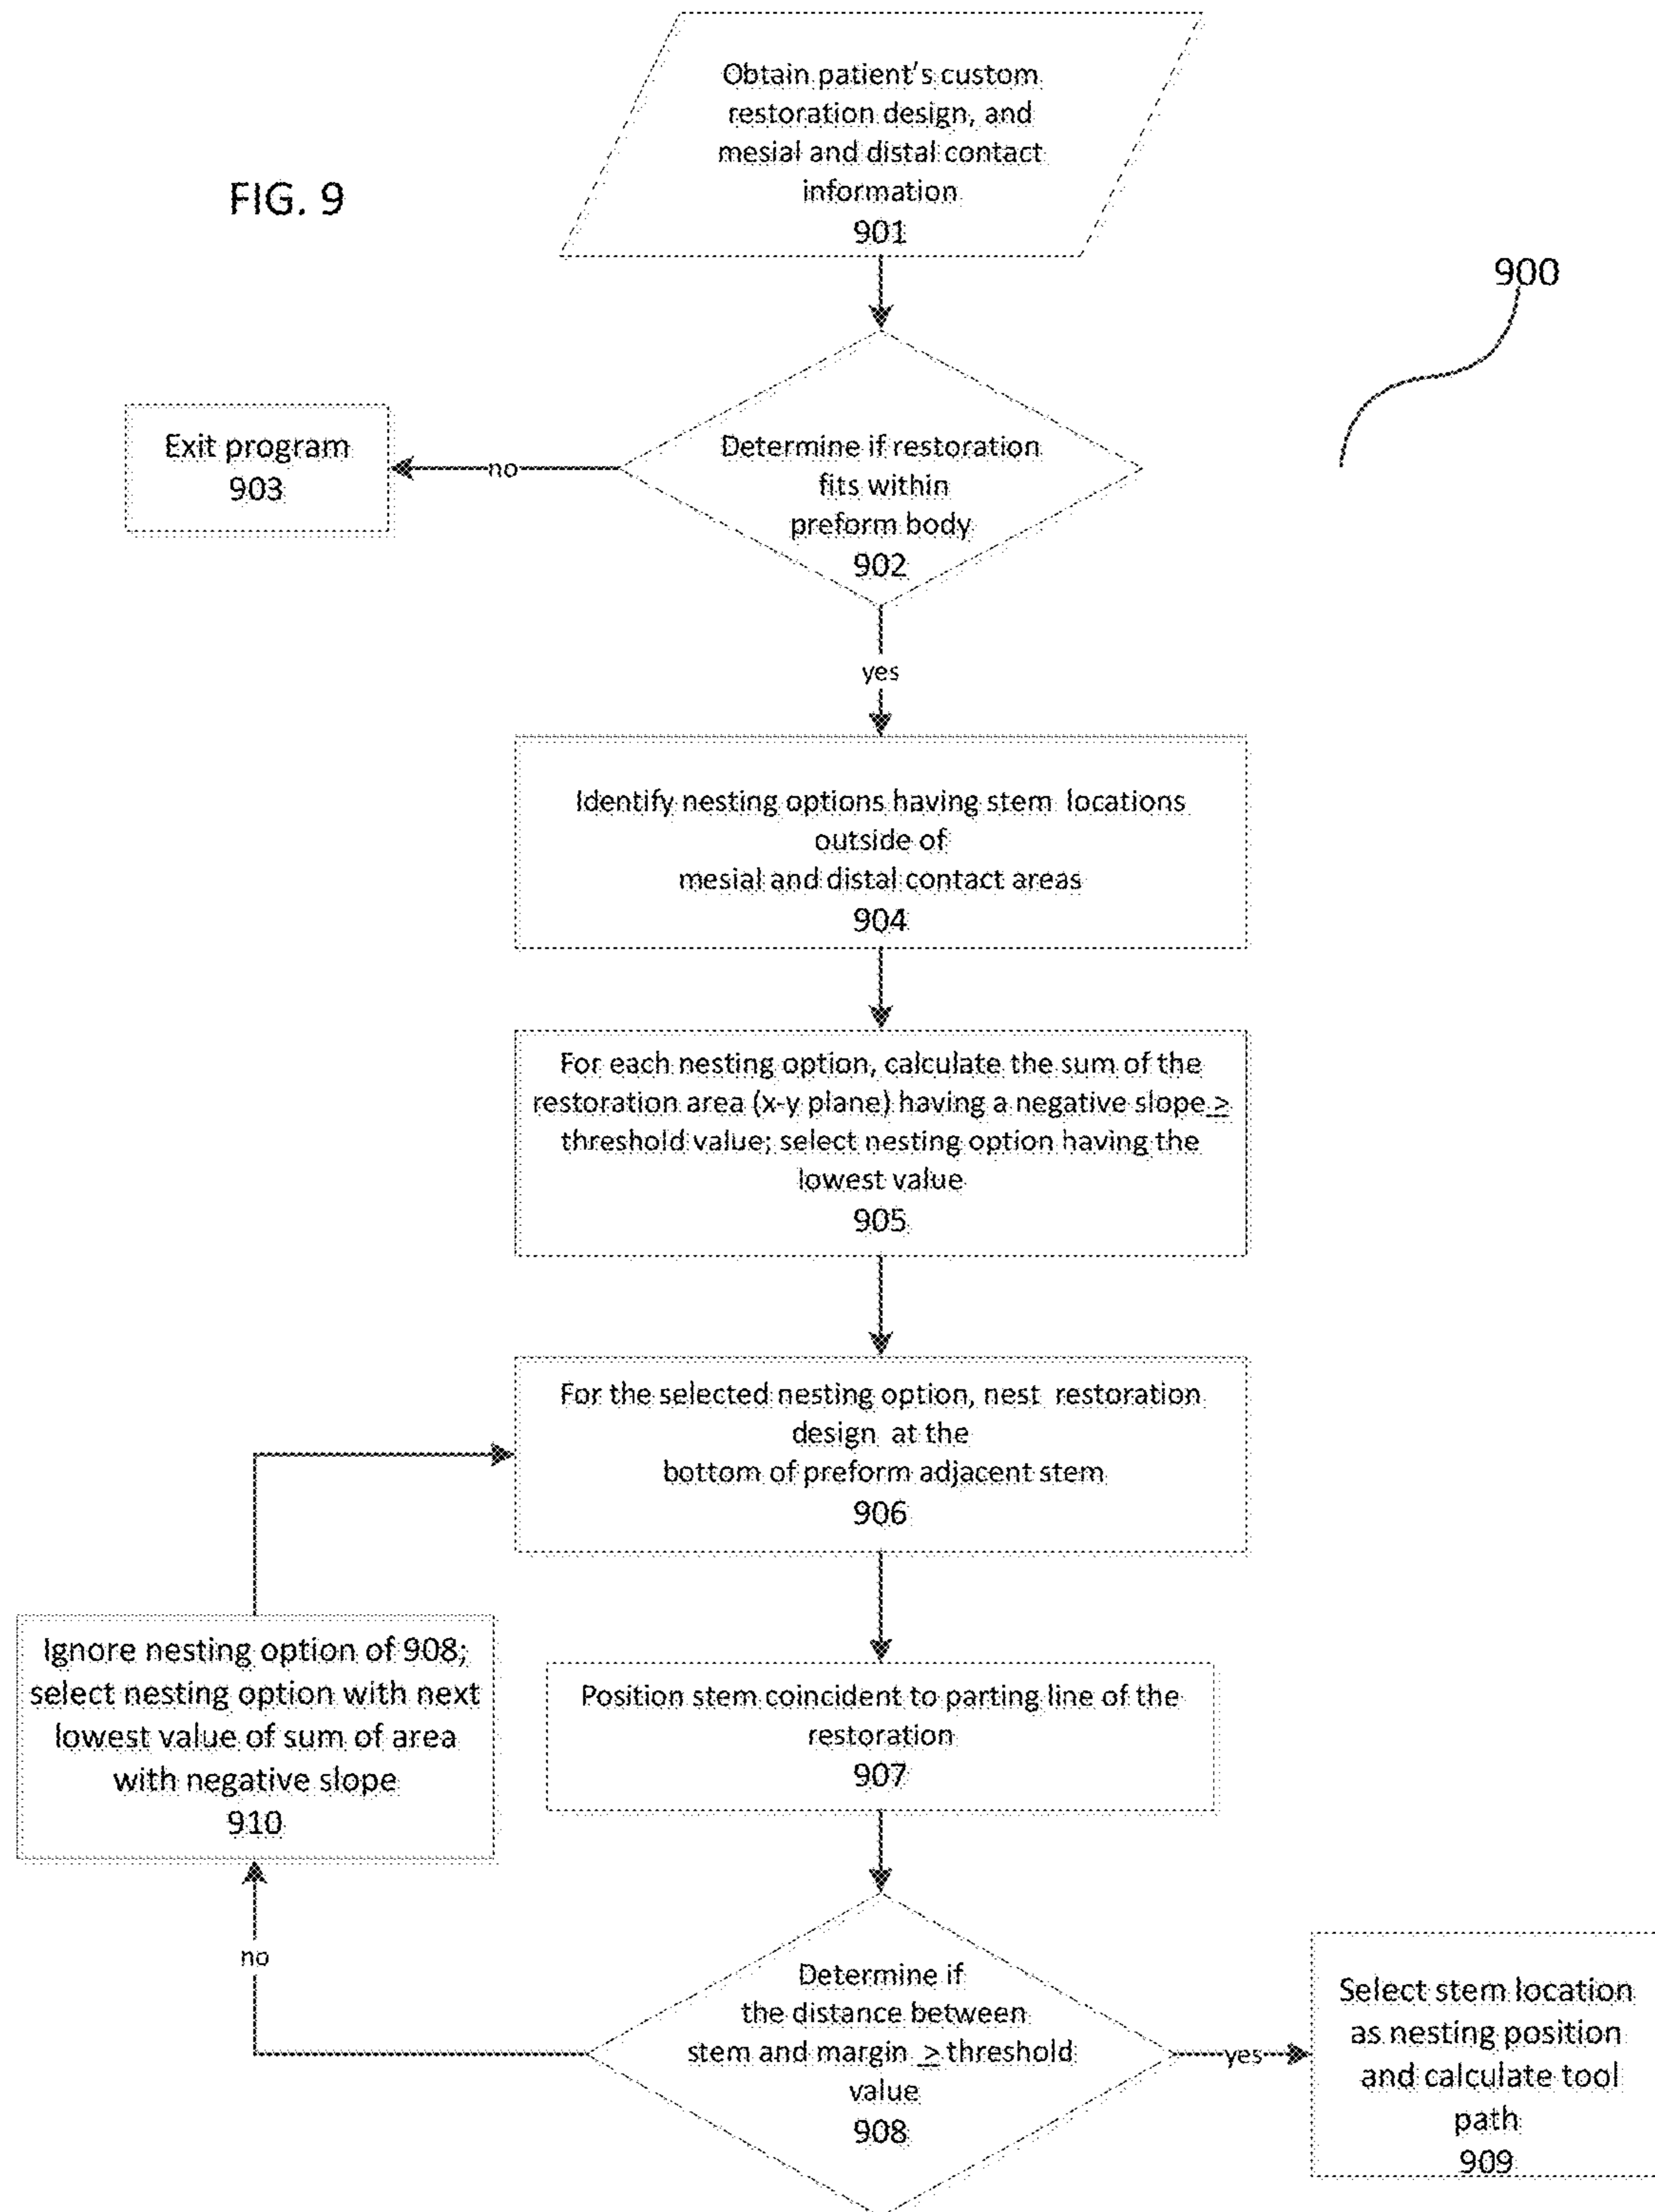 Obtain patient's custom
restoration design, and
mesial and distal contact
information
901
FIG. 9
900
Exit program
903
no
Determine if restoration
fits within
preform body
902
yes
Identify nesting options having stem locations
outside of
mesial and distal contact areas
904
For each nesting option, calculate the sum of the
restoration area (x-y plane) having a negative slope ≥
threshold value; select nesting option having the
lowest value
905
For the selected nesting option, nest restoration
design at the
bottom of preform adjacent stem
906
Ignore nesting option of 908;
select nesting option with next
lowest value of sum of area
with negative slope
910
Position stem coincident to parting line of the
restoration
907
no
Determine if
the distance between
stem and margin ≥ threshold
value
908
yes
Select stem location
as nesting position
and calculate tool
path
909